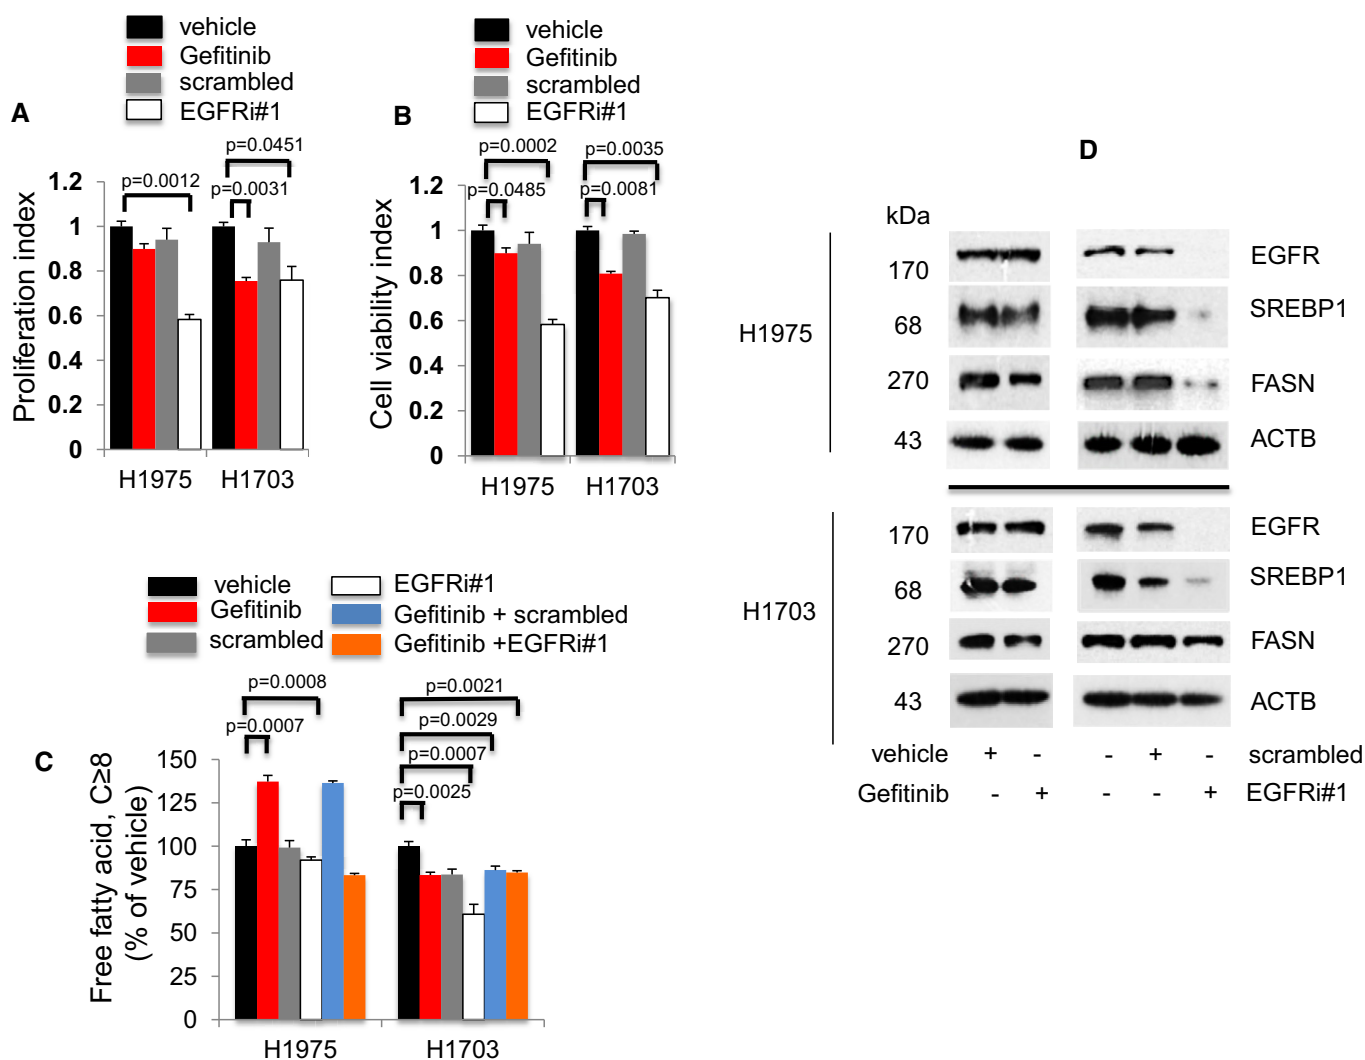 vehicle
Gefitinib
scrambled
EGFRi#1
A
p=0.0451
p=0.0012
p=0.0031
Proliferation index
1.2
1
0.8
0.6
0.4
0.2
0
H1975
H1703
vehicle
Gefitinib
scrambled
EGFRi#1
B
p=0.0002
p=0.0035
p=0.0485
p=0.0081
Cell viability index
1.2
1
0.8
0.6
0.4
0.2
0
H1975
H1703
vehicle
Gefitinib
scrambled
EGFRi#1
Gefitinib + scrambled
Gefitinib +EGFRi#1
C
p=0.0008
p=0.0007
p=0.0021
p=0.0029
p=0.0007
p=0.0025
Free fatty acid, C≥8
(% of vehicle)
150
125
100
75
50
25
0
H1975
H1703
D
kDa
H1975
170
EGFR
68
SREBP1
270
FASN
43
ACTB
H1703
170
EGFR
68
SREBP1
270
FASN
43
ACTB
vehicle + - - + - scrambled
Gefitinib - + - - + EGFRi#1